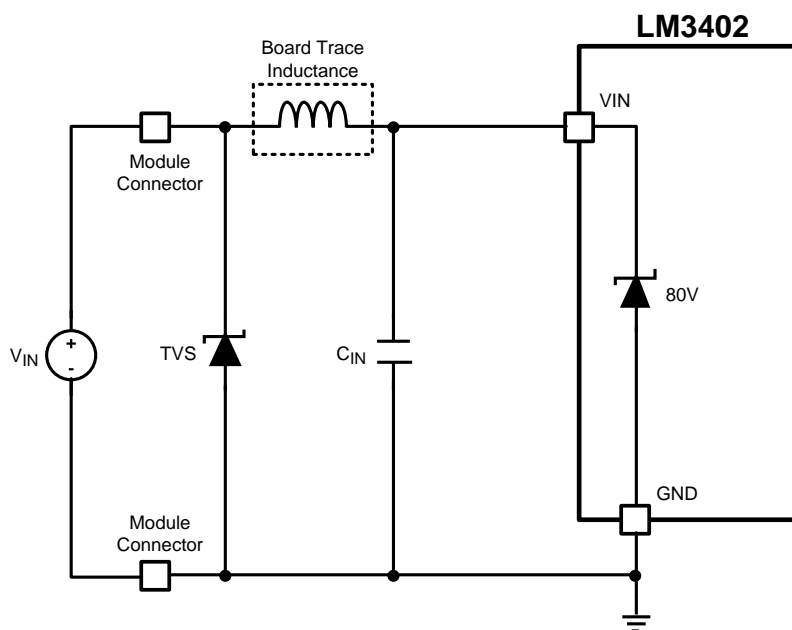 LM3402
Board Trace
Inductance
VIN
Module
Connector
80V
+
-
VIN
TVS
CIN
GND
Module
Connector